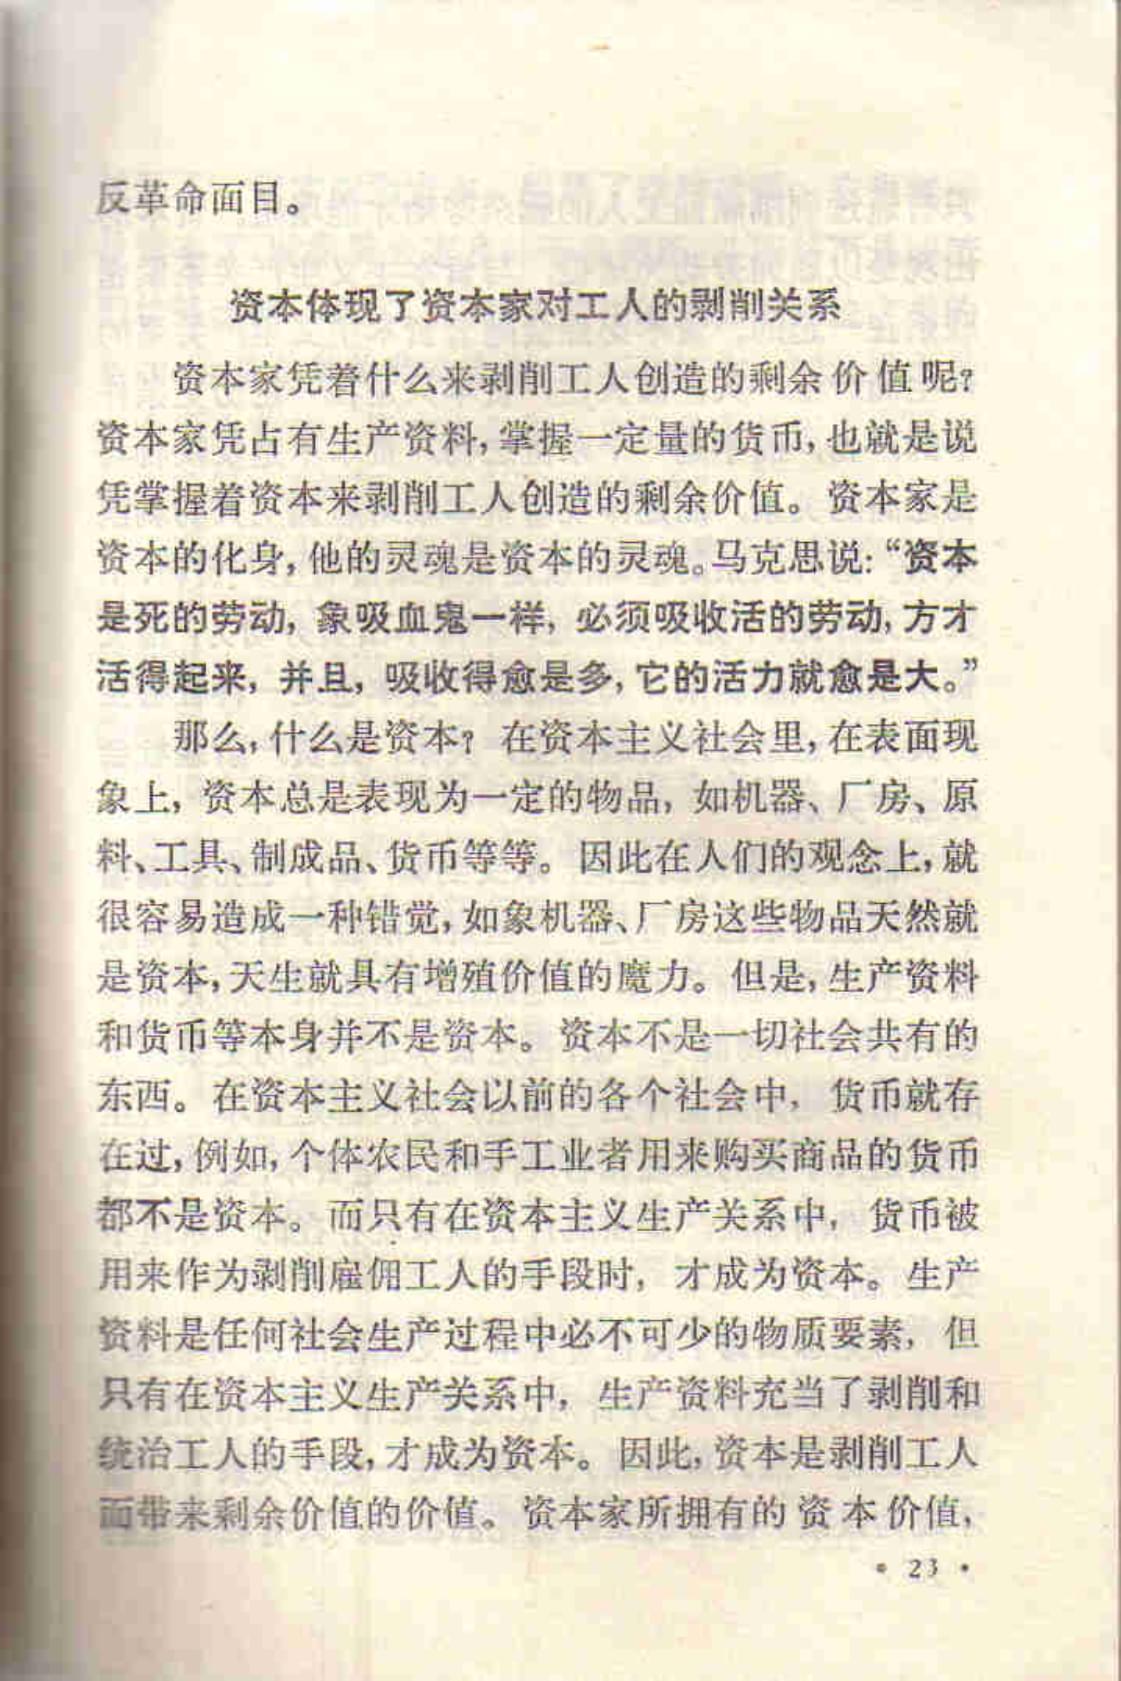 反革命面目。
资本体现了资本家对工人的剥削关系
资本家凭着什么来剥削工人创造的剩余价值呢？
资本家凭占有生产资料，掌握一定量的货币，也就是说
凭掌握着资本来剥削工人创造的剩余价值。资本家是
资本的化身，他的灵魂是资本的灵魂。马克思说：“资本
是死的劳动，象吸血鬼一样，必须吸收活的劳动，方才
活得起来，并且，吸收得愈是多，它的活力就愈是大。”
那么，什么是资本？在资本主义社会里，在表面现
象上，资本总是表现为一定的物品，如机器、厂房、原
料、工具、制成品、货币等等。因此在人们的观念上，就
很容易造成一种错觉，如象机器、厂房这些物品天然就
是资本，天生就具有增殖价值的魔力。但是，生产资料
和货币等本身并不是资本。资本不是一切社会共有的
东西。在资本主义社会以前的各个社会中，货币就存
在过，例如，个体农民和手工业者用来购买商品的货币
都不是资本。而只有在资本主义生产关系中，货币被
用来作为剥削雇佣工人的手段时，才成为资本。生产
资料是任何社会生产过程中必不可少的物质要素，但
只有在资本主义生产关系中，生产资料充当了剥削和
统治工人的手段，才成为资本。因此，资本是剥削工人
而带来剩余价值的价值。资本家所拥有的资本价值，
• 23 •